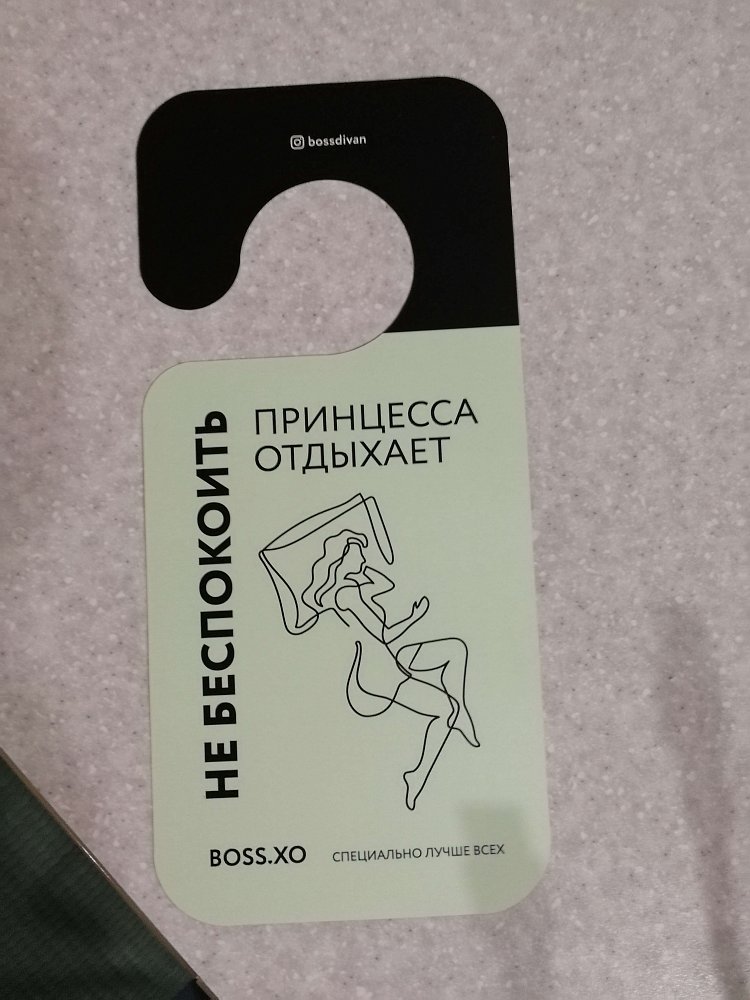 bossdivan
НЕ БЕСПОКОИТЬ
ПРИНЦЕССА
ОТДЫХАЕТ
BOSS.XO
СПЕЦИАЛЬНО ЛУЧШЕ ВСЕХ